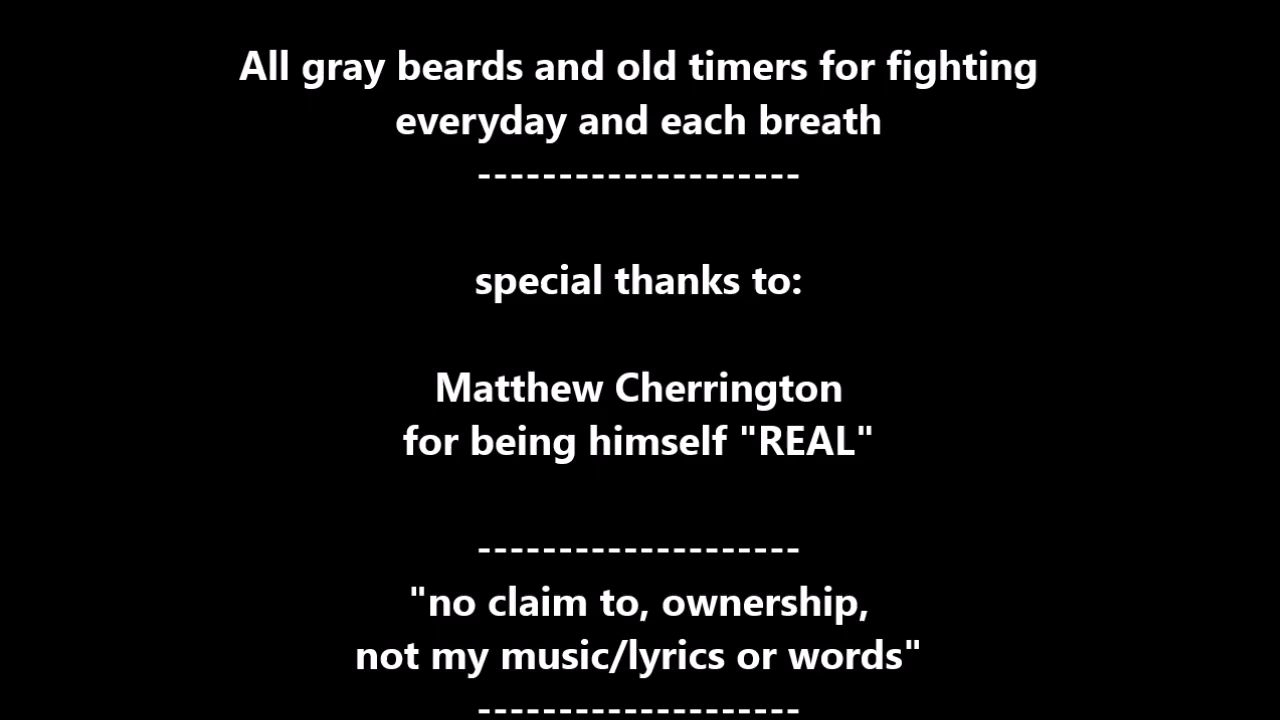 All gray beards and old timers for fighting
everyday and each breath
--------------------
special thanks to:
Matthew Cherrington
for being himself "REAL"
--------------------
"no claim to, ownership,
not my music/lyrics or words"
--------------------